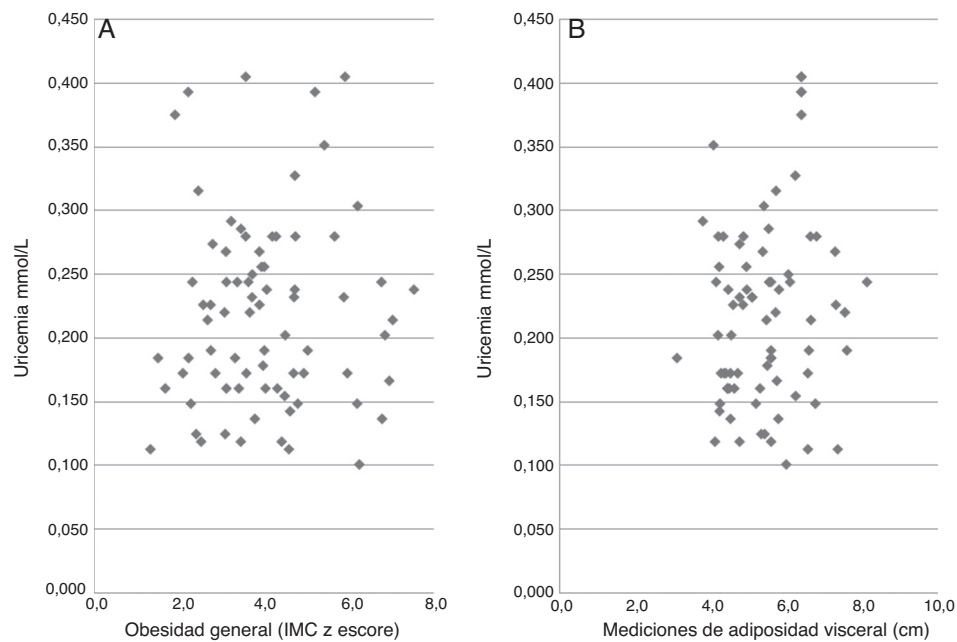 A
0,450
0,400
0,350
0,300
0,250
0,200
0,150
0,100
0,050
0,000
Uricemia mmol/L
0,0 2,0 4,0 6,0 8,0
Obesidad general (IMC z escore)
B
0,450
0,400
0,350
0,300
0,250
0,200
0,150
0,100
0,050
0,000
Uricemia mmol/L
0,0 2,0 4,0 6,0 8,0 10,0
Mediciones de adiposidad visceral (cm)